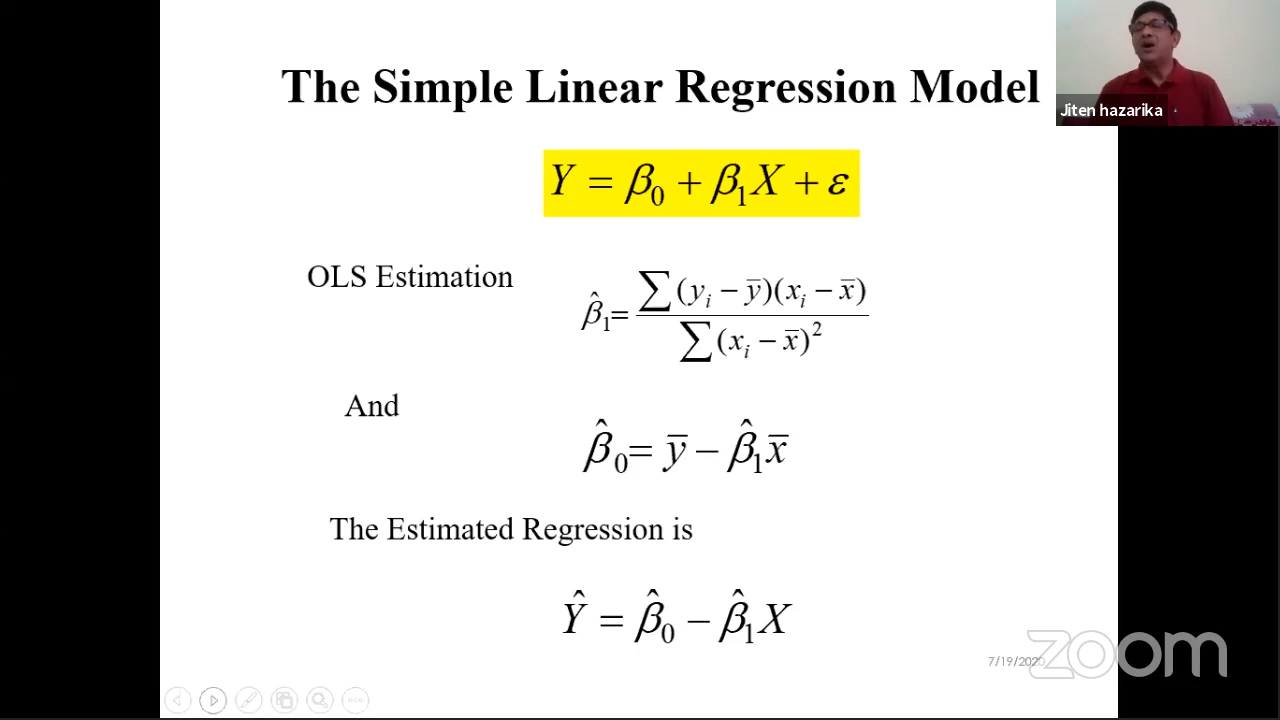 The Simple Linear Regression Model
Jiten hazarika
Y = β₀ + β₁X + ε
OLS Estimation
β̂₁= ∑(yᵢ − ȳ)(xᵢ − x̄) / ∑(xᵢ − x̄)²
And
β̂₀= ȳ − β̂₁x̄
The Estimated Regression is
Ŷ = β̂₀ − β̂₁X
7/19/2020
zoom